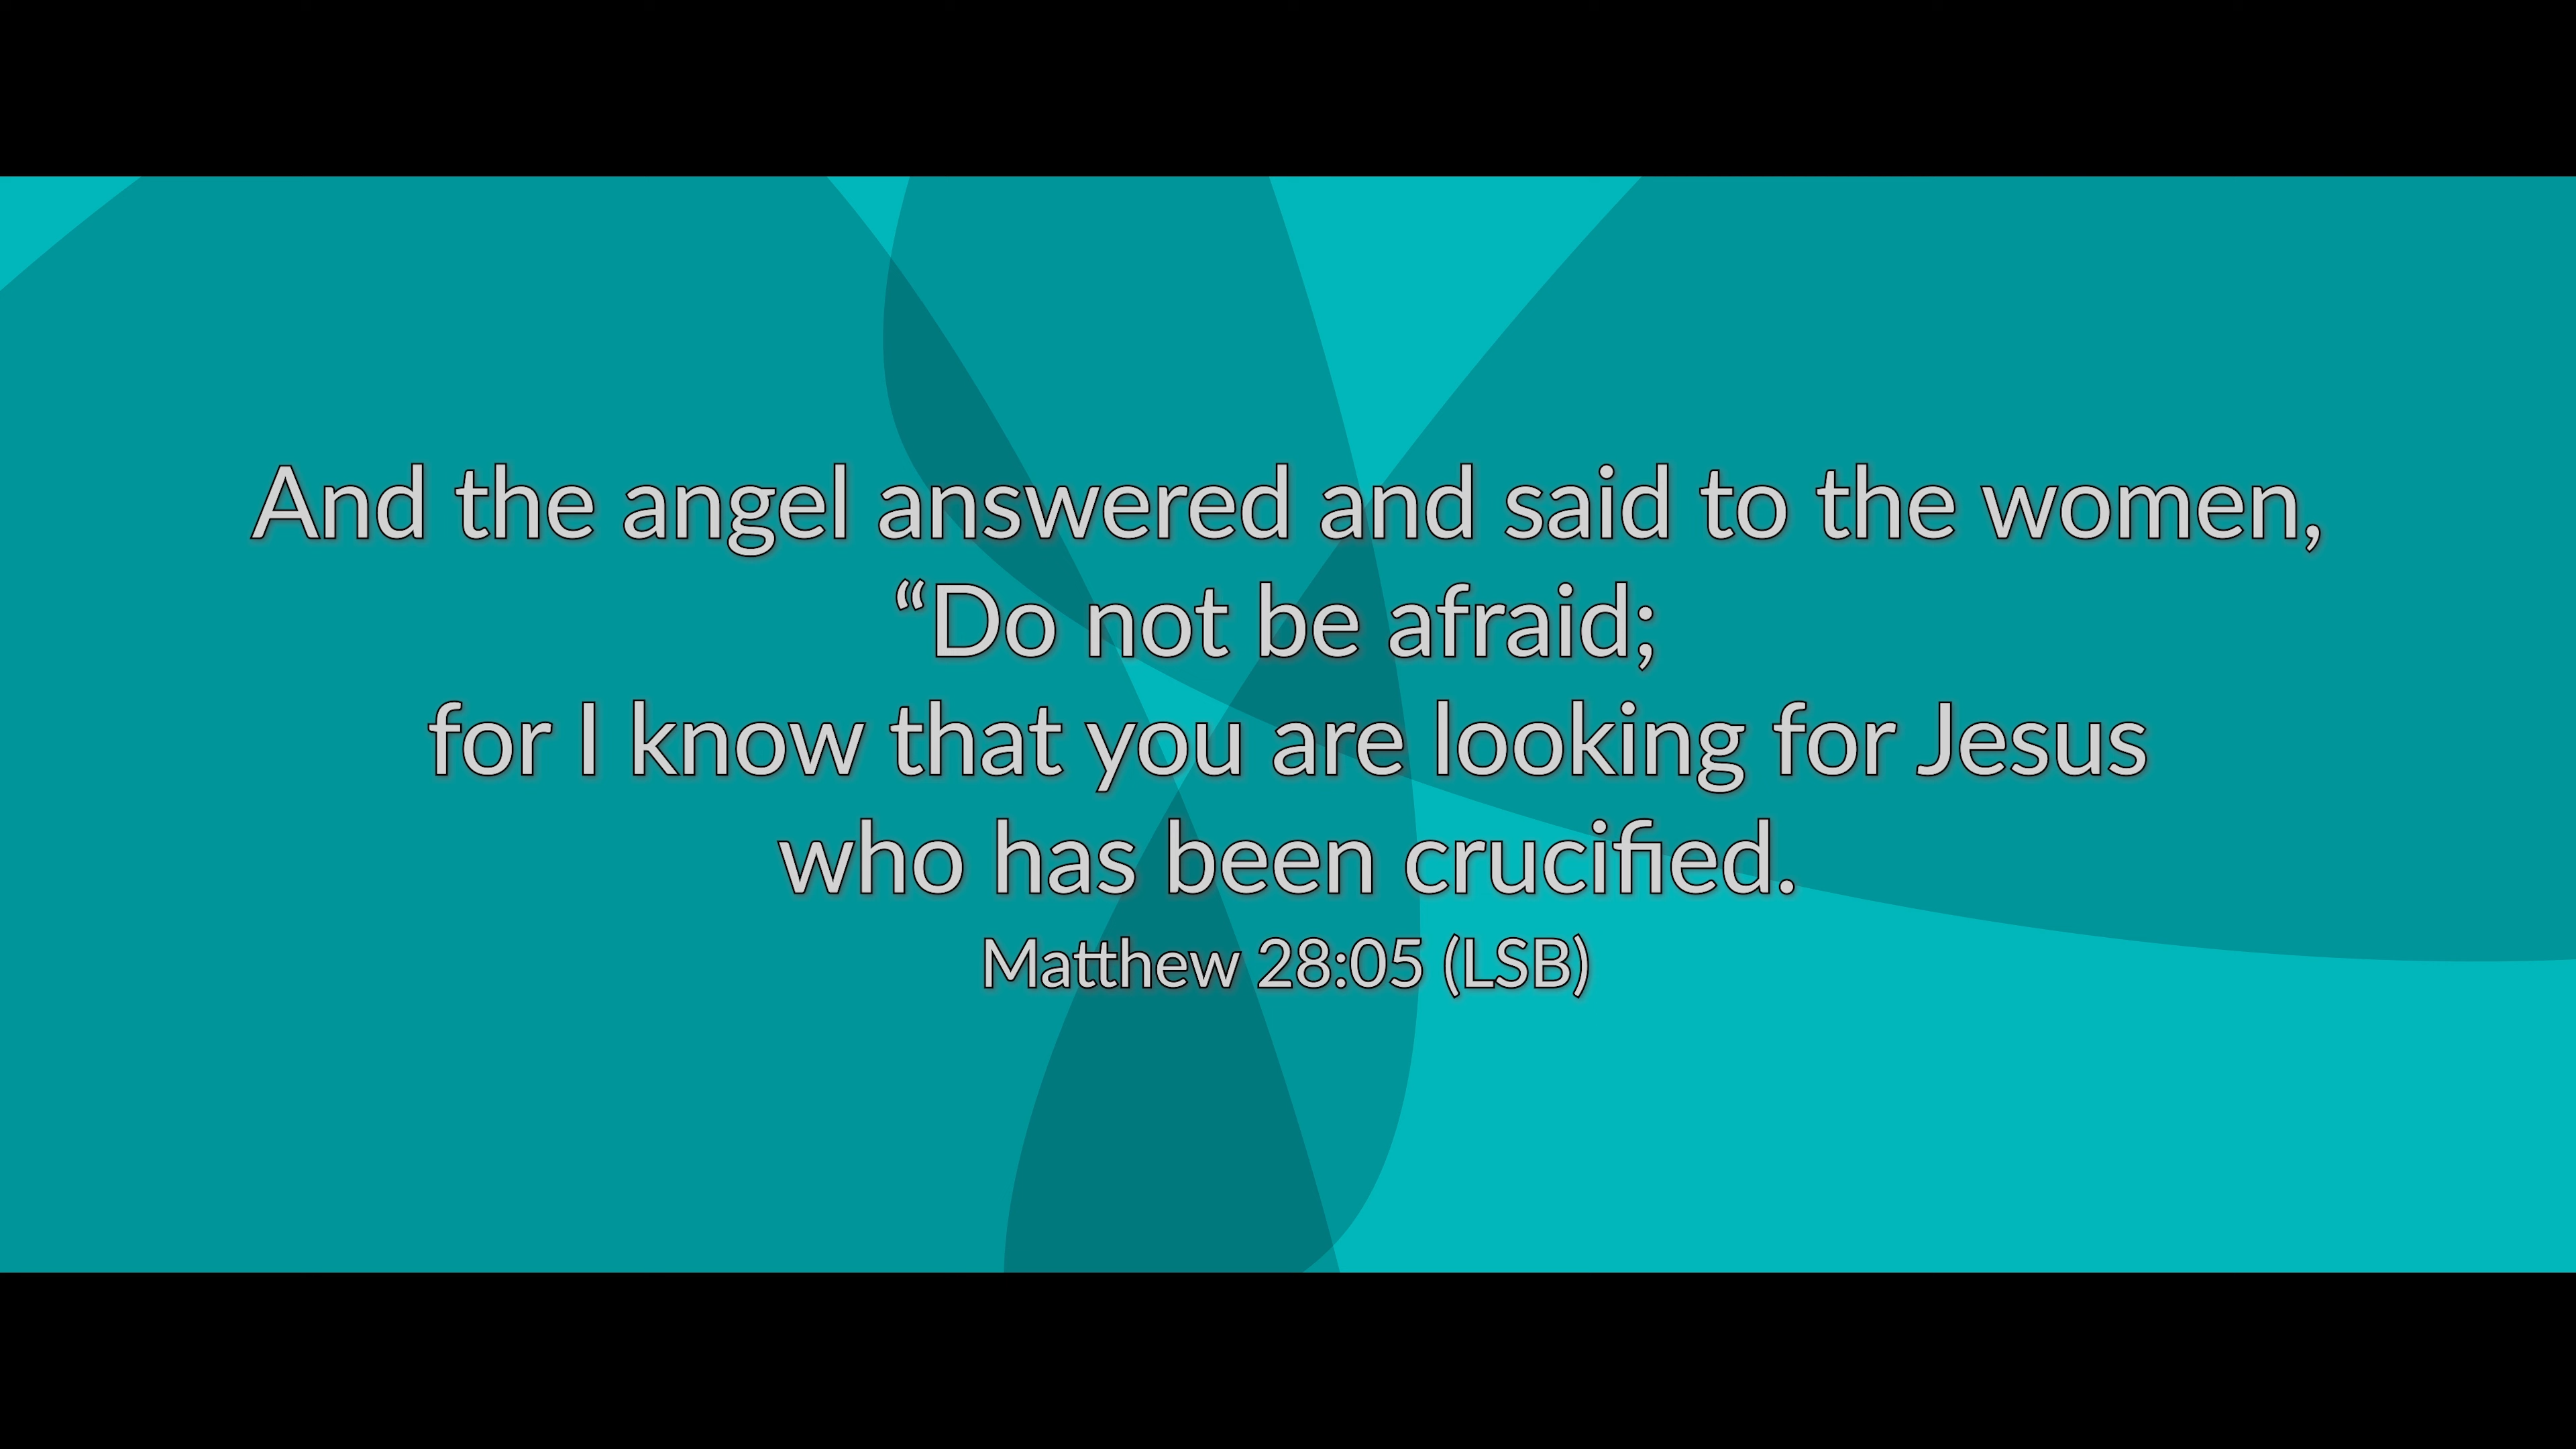 And the angel answered and said to the women,
“Do not be afraid;
for I know that you are looking for Jesus
who has been crucified.
Matthew 28:05 (LSB)